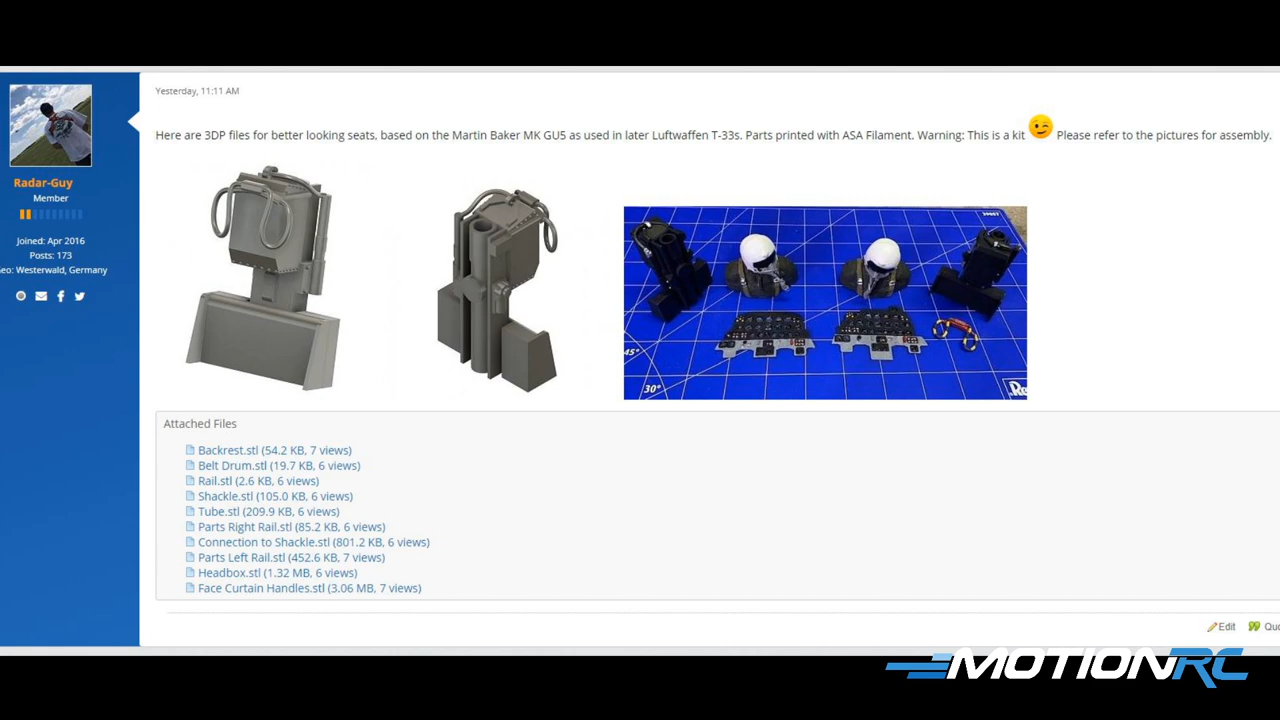 Yesterday, 11:11 AM
Here are 3DP files for better looking seats, based on the Martin Baker MK GU5 as used in later Luftwaffen T-33s. Parts printed with ASA Filament. Warning: This is a kit Please refer to the pictures for assembly.
Radar-Guy
Member
Joined: Apr 2016
Posts: 173
eo: Westerwald, Germany
45°
30°
Attached Files
Backrest.stl (54.2 KB, 7 views)
Belt Drum.stl (19.7 KB, 6 views)
Rail.stl (2.6 KB, 6 views)
Shackle.stl (105.0 KB, 6 views)
Tube.stl (209.9 KB, 6 views)
Parts Right Rail.stl (85.2 KB, 6 views)
Connection to Shackle.stl (801.2 KB, 6 views)
Parts Left Rail.stl (452.6 KB, 7 views)
Headbox.stl (1.32 MB, 6 views)
Face Curtain Handles.stl (3.06 MB, 7 views)
Edit Quo
MOTIONRC